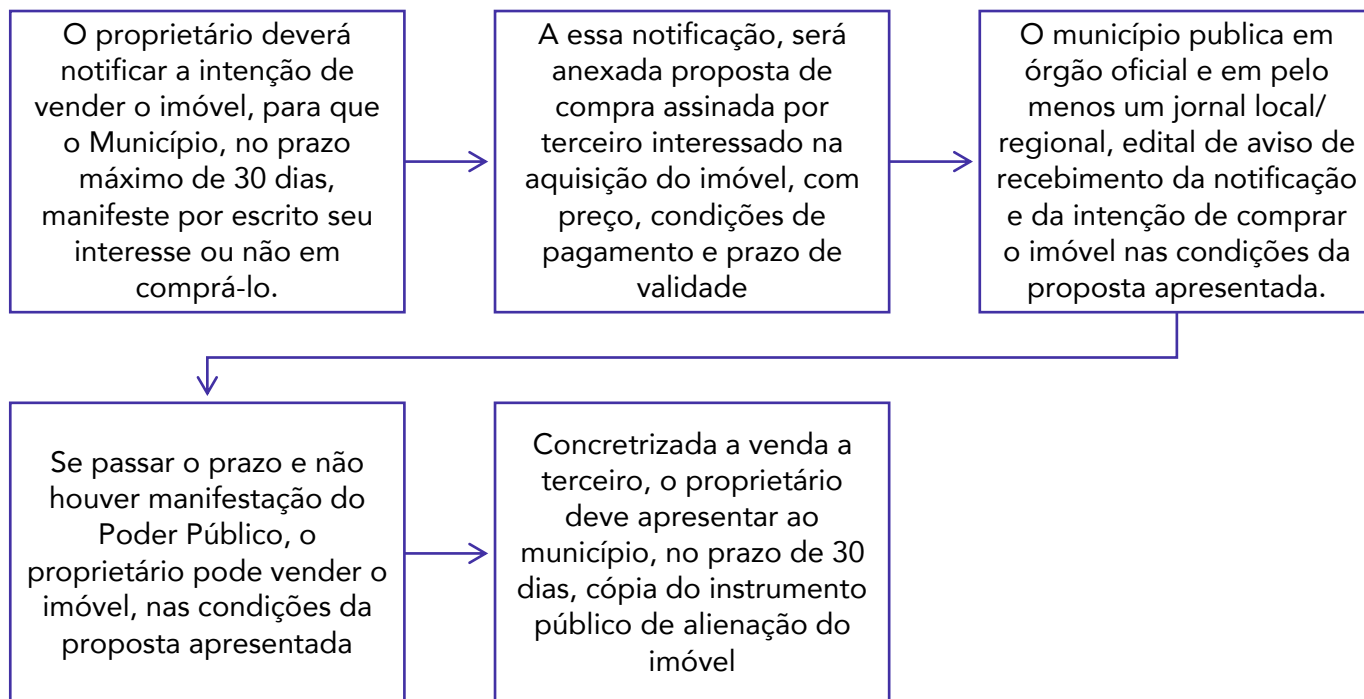 O proprietário deverá
notificar a intenção de
vender o imóvel, para que
o Município, no prazo
máximo de 30 dias,
manifeste por escrito seu
interesse ou não em
comprá-lo.
A essa notificação, será
anexada proposta de
compra assinada por
terceiro interessado na
aquisição do imóvel, com
preço, condições de
pagamento e prazo de
validade
O município publica em
órgão oficial e em pelo
menos um jornal local/
regional, edital de aviso de
recebimento da notificação
e da intenção de comprar
o imóvel nas condições da
proposta apresentada.
Se passar o prazo e não
houver manifestação do
Poder Público, o
proprietário pode vender o
imóvel, nas condições da
proposta apresentada
Concretrizada a venda a
terceiro, o proprietário
deve apresentar ao
município, no prazo de 30
dias, cópia do instrumento
público de alienação do
imóvel